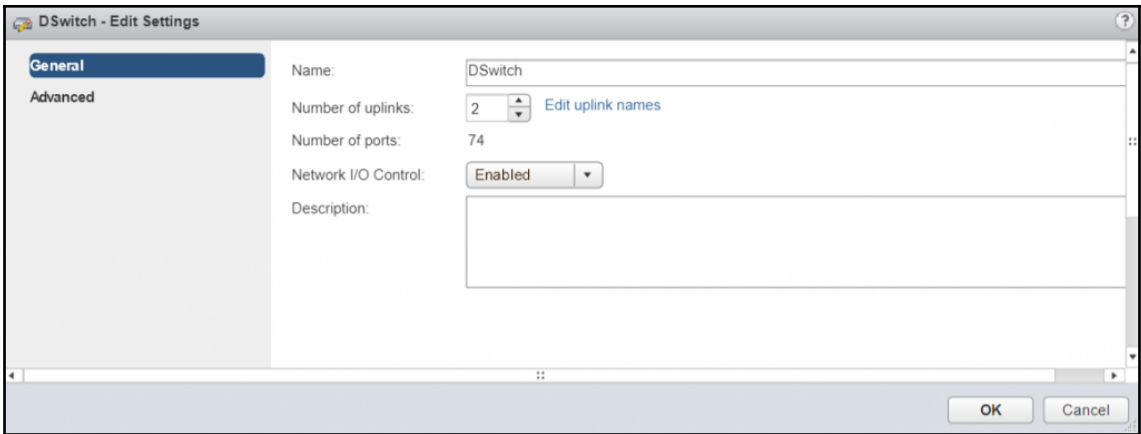 DSwitch - Edit Settings
General
Advanced
Name: DSwitch
Number of uplinks: 2 Edit uplink names
Number of ports: 74
Network I/O Control: Enabled
Description:
OK Cancel